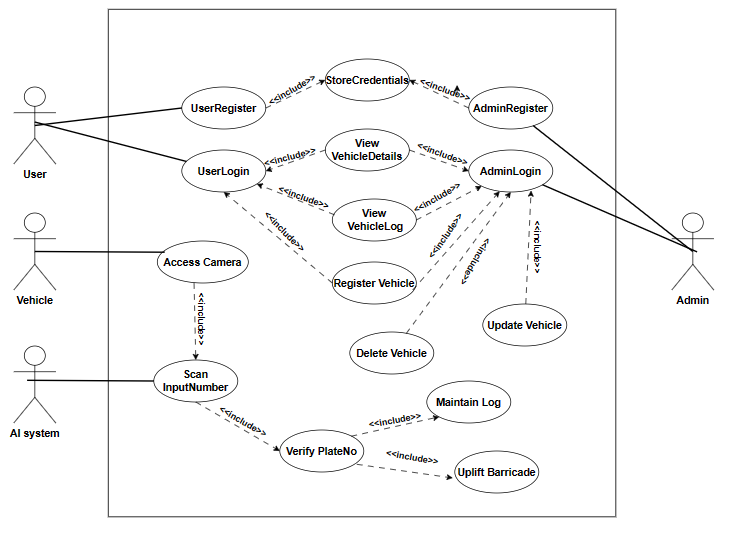 StoreCredentials
<<include>>
<<include>>
UserRegister
AdminRegister
User
View
VehicleDetails
<<include>>
<<include>>
UserLogin
AdminLogin
<<include>>
<<include>>
View
VehicleLog
<<include>>
<<include>>
<<include>>
<<include>>
Access Camera
Register Vehicle
Vehicle
Admin
<<include>>
Update Vehicle
Delete Vehicle
Scan
InputNumber
AI system
<<include>>
Maintain Log
<<include>>
Verify PlateNo
<<include>>
Uplift Barricade